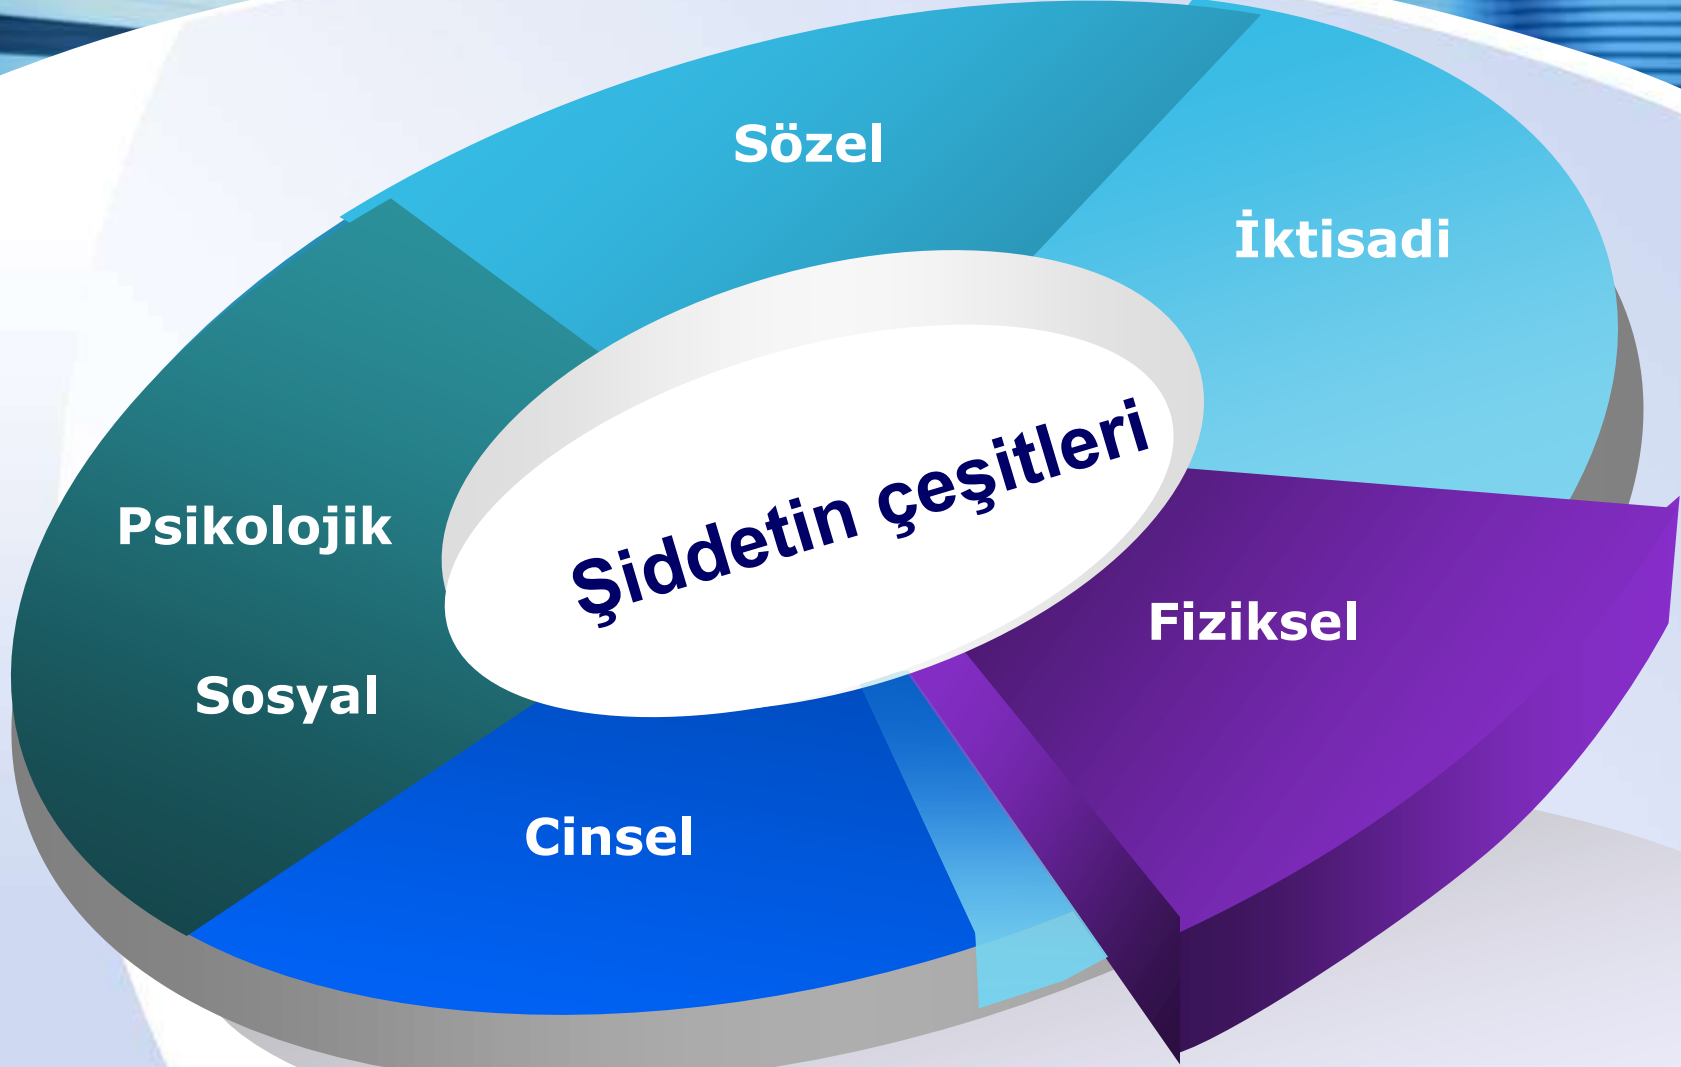 Sözel
İktisadi
Şiddetin çeşitleri
Psikolojik
Fiziksel
Sosyal
Cinsel